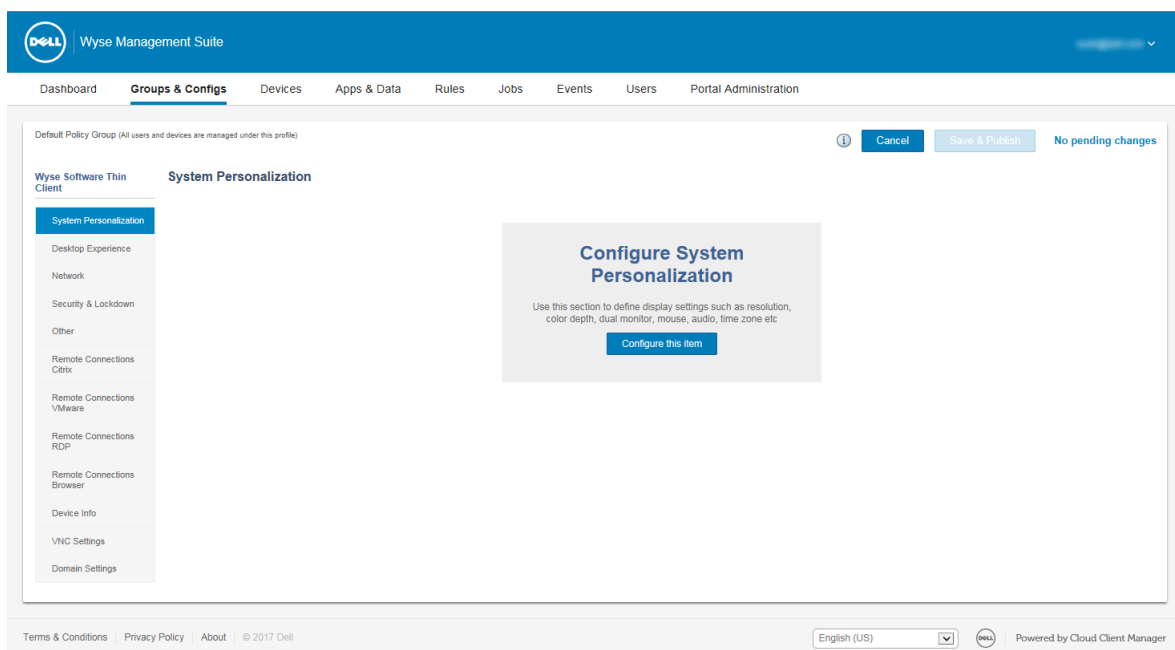 DELL
Wyse Management Suite
Dashboard
Groups & Configs
Devices
Apps & Data
Rules
Jobs
Events
Users
Portal Administration
Default Policy Group (All users and devices are managed under this profile)
i
Cancel
Save & Publish
No pending changes
Wyse Software Thin
Client
System Personalization
Desktop Experience
Network
Security & Lockdown
Other
Remote Connections
Citrix
Remote Connections
VMware
Remote Connections
RDP
Remote Connections
Browser
Device Info
VNC Settings
Domain Settings
System Personalization
Configure System
Personalization
Use this section to define display settings such as resolution,
color depth, dual monitor, mouse, audio, time zone etc
Configure this item
Terms & Conditions
Privacy Policy
About
© 2017 Dell
English (US)
DELL
Powered by Cloud Client Manager